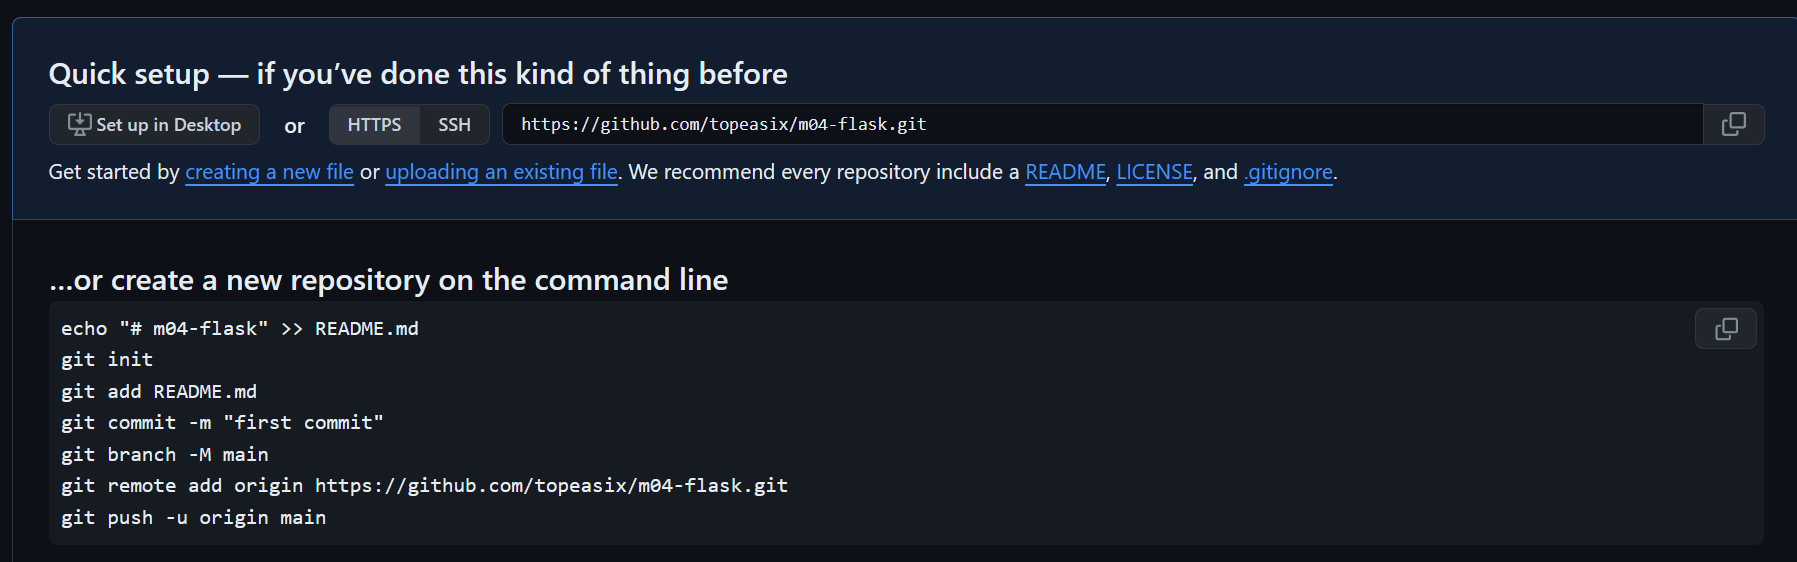 Quick setup — if you’ve done this kind of thing before
Set up in Desktop or HTTPS SSH https://github.com/topeasix/m04-flask.git
Get started by creating a new file or uploading an existing file. We recommend every repository include a README, LICENSE, and .gitignore.
…or create a new repository on the command line
echo "# m04-flask" >> README.md
git init
git add README.md
git commit -m "first commit"
git branch -M main
git remote add origin https://github.com/topeasix/m04-flask.git
git push -u origin main